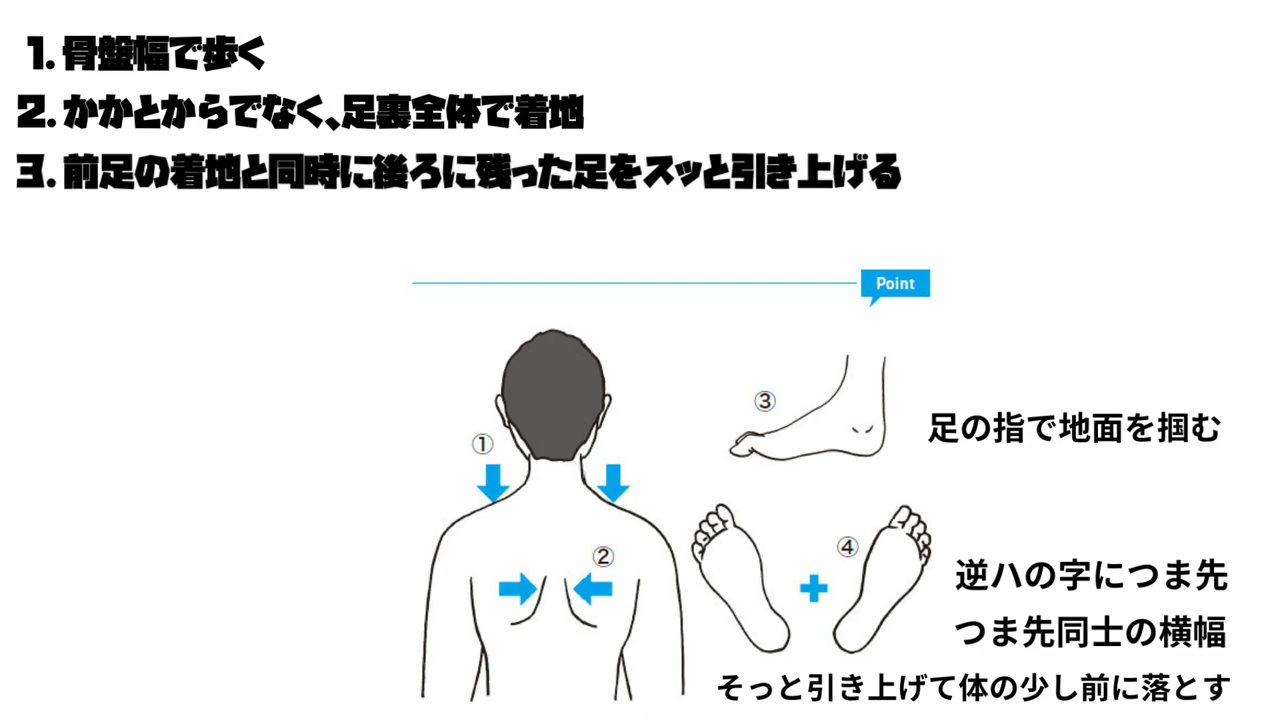 1. 骨盤幅で歩く
2. かかとからでなく、足裏全体で着地
3. 前足の着地と同時に後ろに残った足をスッと引き上げる
Point
①
②
③
足の指で地面を掴む
④
逆ハの字につま先
つま先同士の横幅
そっと引き上げて体の少し前に落とす